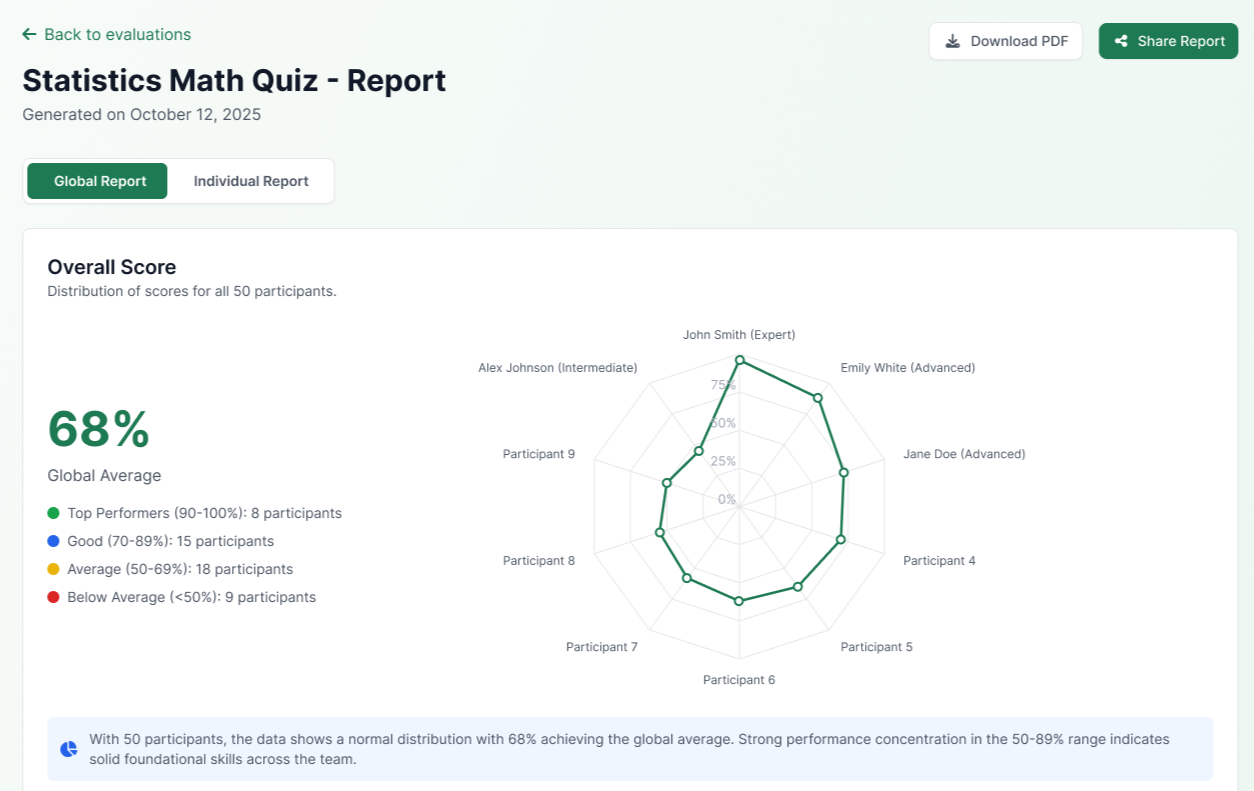 Back to evaluations
Download PDF
Share Report
Statistics Math Quiz - Report
Generated on October 12, 2025
Global Report
Individual Report
Overall Score
Distribution of scores for all 50 participants.
68%
Global Average
Top Performers (90-100%): 8 participants
Good (70-89%): 15 participants
Average (50-69%): 18 participants
Below Average (<50%): 9 participants
John Smith (Expert)
Alex Johnson (Intermediate)
Emily White (Advanced)
75%
50%
Participant 9
Jane Doe (Advanced)
25%
0%
Participant 8
Participant 4
Participant 7
Participant 5
Participant 6
With 50 participants, the data shows a normal distribution with 68% achieving the global average. Strong performance concentration in the 50-89% range indicates
solid foundational skills across the team.